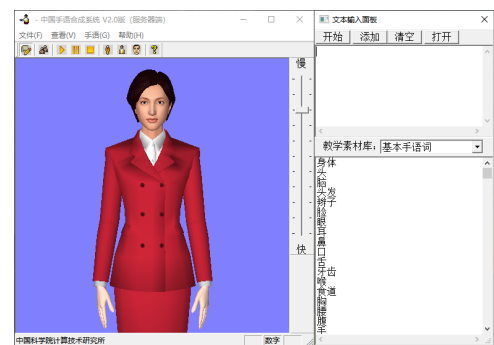 - 中国手语合成系统 V2.0版（服务器端）
文件(F) 查看(V) 手语(G) 帮助(H)
慢
快
中国科学院计算技术研究所
数字
文本输入面板
开始 添加 清空 打开
教学素材库： 基本手语词
身体
头
脑
头发
辫子
脸
眼
耳
鼻
口
舌
牙齿
喉
食道
胸
腰
腹
手